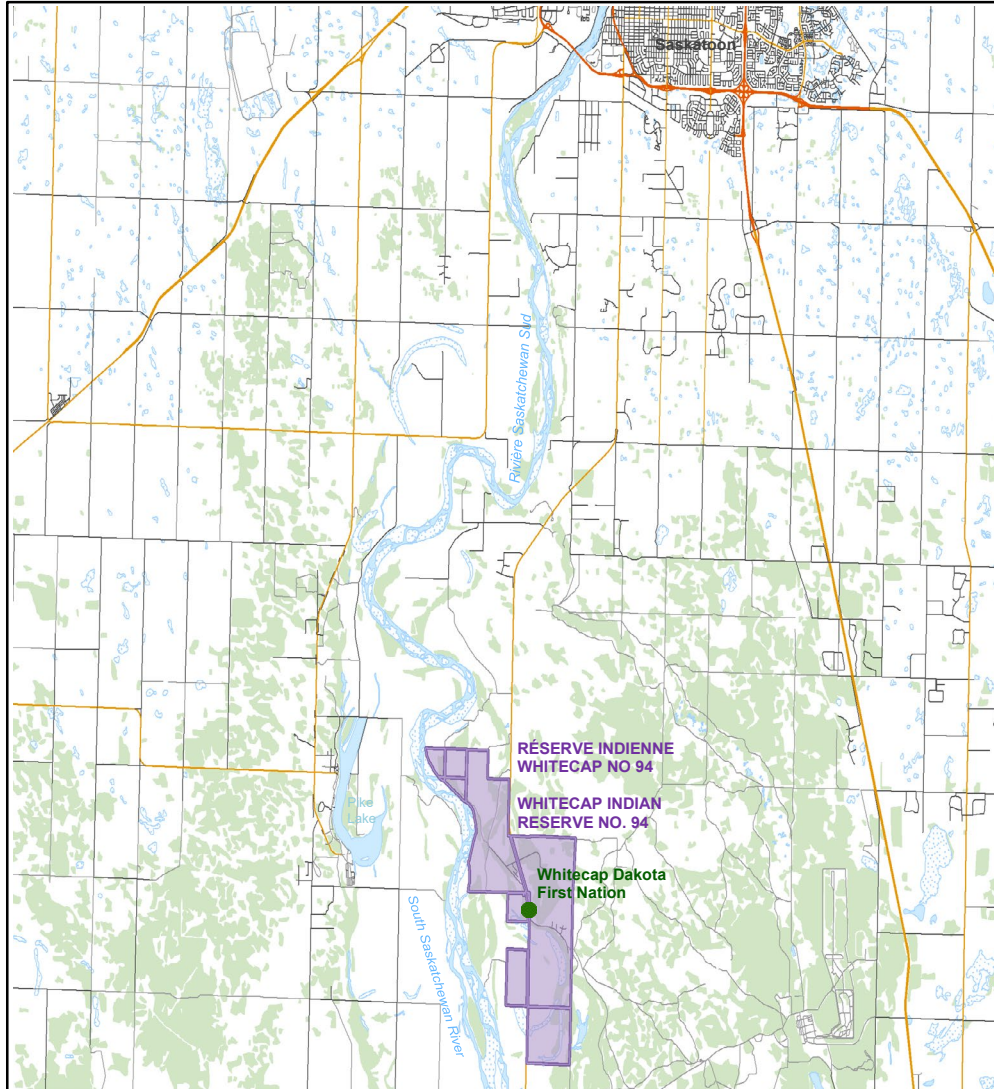 Saskatoon
Rivière Saskatchewan Sud
RÉSERVE INDIENNE
WHITECAP NO 94
WHITECAP INDIAN
RESERVE NO. 94
Pike
Lake
Whitecap Dakota
First Nation
South Saskatchewan River